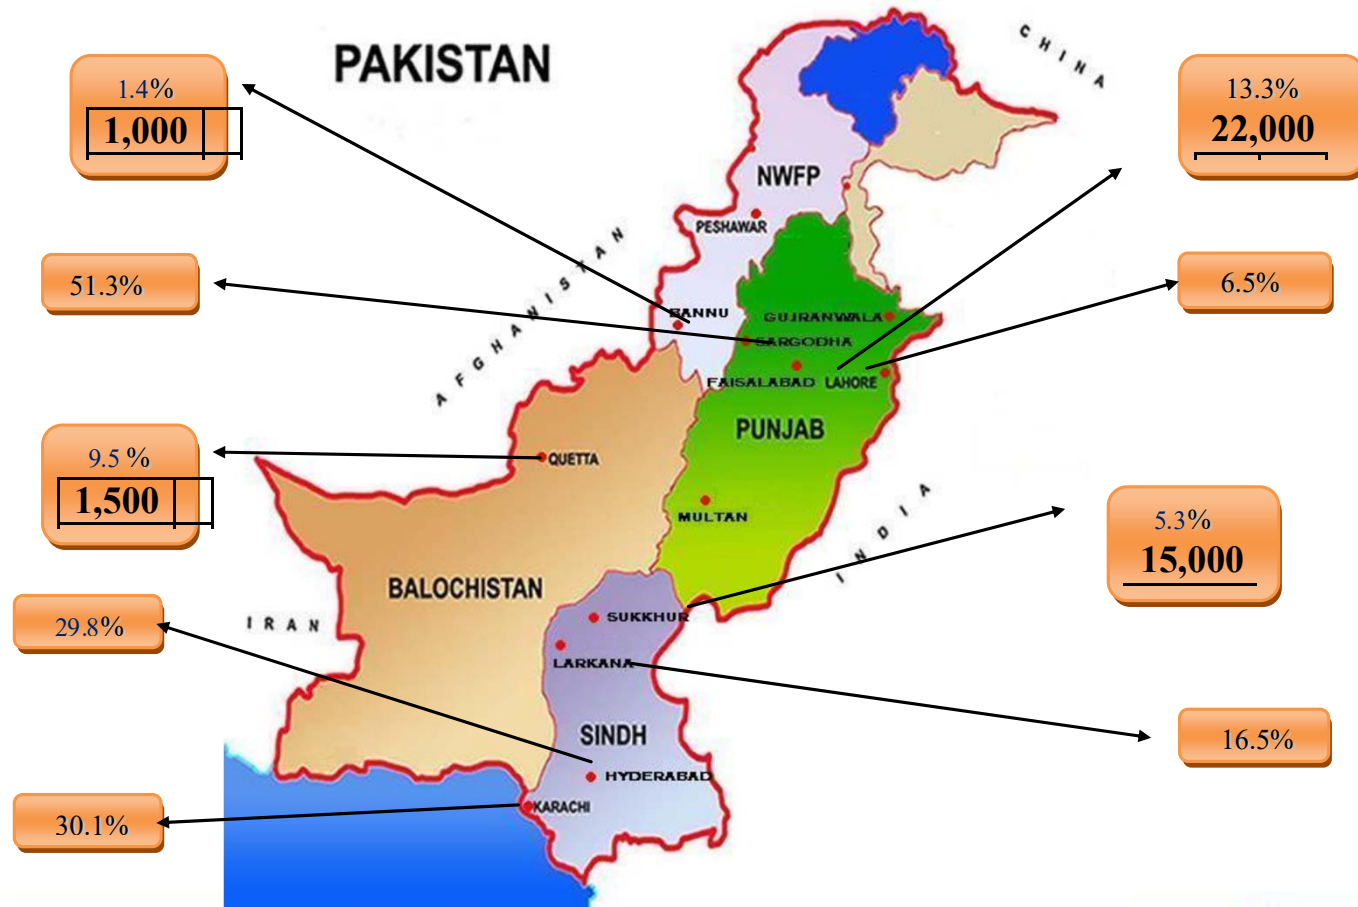 PAKISTAN
CHINA
1.4%
1,000
13.3%
22,000
NWFP
PESHAWAR
AFGHANISTAN
51.3%
6.5%
BANNU
GUJRANWALA
SARGODHA
FAISALABAD
LAHORE
PUNJAB
9.5 %
1,500
QUETTA
MULTAN
INDIA
5.3%
15,000
BALOCHISTAN
IRAN
29.8%
SUKKHUR
LARKANA
SINDH
16.5%
HYDERABAD
KARACHI
30.1%